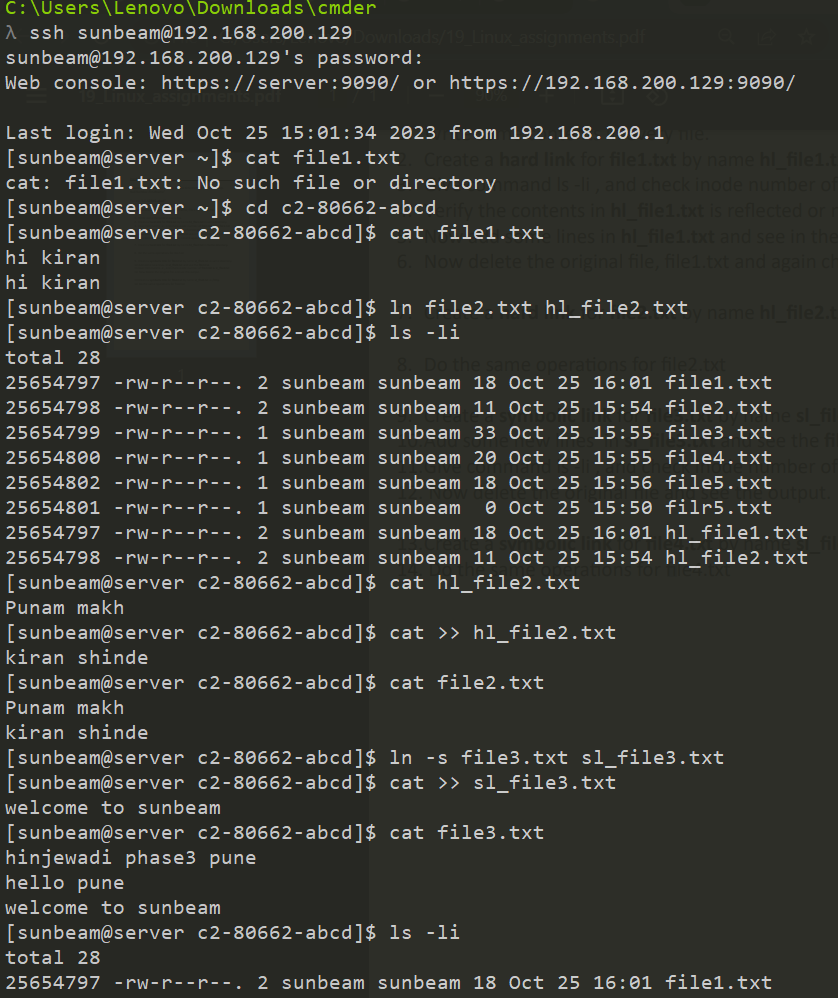 C:\Users\Lenovo\Downloads\cmder
λ ssh sunbeam@192.168.200.129
sunbeam@192.168.200.129's password:
Web console: https://server:9090/ or https://192.168.200.129:9090/
Last login: Wed Oct 25 15:01:34 2023 from 192.168.200.1
[sunbeam@server ~]$ cat file1.txt
cat: file1.txt: No such file or directory
[sunbeam@server ~]$ cd c2-80662-abcd
[sunbeam@server c2-80662-abcd]$ cat file1.txt
hi kiran
hi kiran
[sunbeam@server c2-80662-abcd]$ ln file2.txt hl_file2.txt
[sunbeam@server c2-80662-abcd]$ ls -li
total 28
25654797 -rw-r--r--. 2 sunbeam sunbeam 18 Oct 25 16:01 file1.txt
25654798 -rw-r--r--. 2 sunbeam sunbeam 11 Oct 25 15:54 file2.txt
25654799 -rw-r--r--. 1 sunbeam sunbeam 33 Oct 25 15:55 file3.txt
25654800 -rw-r--r--. 1 sunbeam sunbeam 20 Oct 25 15:55 file4.txt
25654802 -rw-r--r--. 1 sunbeam sunbeam 18 Oct 25 15:56 file5.txt
25654801 -rw-r--r--. 1 sunbeam sunbeam  0 Oct 25 15:50 filr5.txt
25654797 -rw-r--r--. 2 sunbeam sunbeam 18 Oct 25 16:01 hl_file1.txt
25654798 -rw-r--r--. 2 sunbeam sunbeam 11 Oct 25 15:54 hl_file2.txt
[sunbeam@server c2-80662-abcd]$ cat hl_file2.txt
Punam makh
[sunbeam@server c2-80662-abcd]$ cat >> hl_file2.txt
kiran shinde
[sunbeam@server c2-80662-abcd]$ cat file2.txt
Punam makh
kiran shinde
[sunbeam@server c2-80662-abcd]$ ln -s file3.txt sl_file3.txt
[sunbeam@server c2-80662-abcd]$ cat >> sl_file3.txt
welcome to sunbeam
[sunbeam@server c2-80662-abcd]$ cat file3.txt
hinjewadi phase3 pune
hello pune
welcome to sunbeam
[sunbeam@server c2-80662-abcd]$ ls -li
total 28
25654797 -rw-r--r--. 2 sunbeam sunbeam 18 Oct 25 16:01 file1.txt